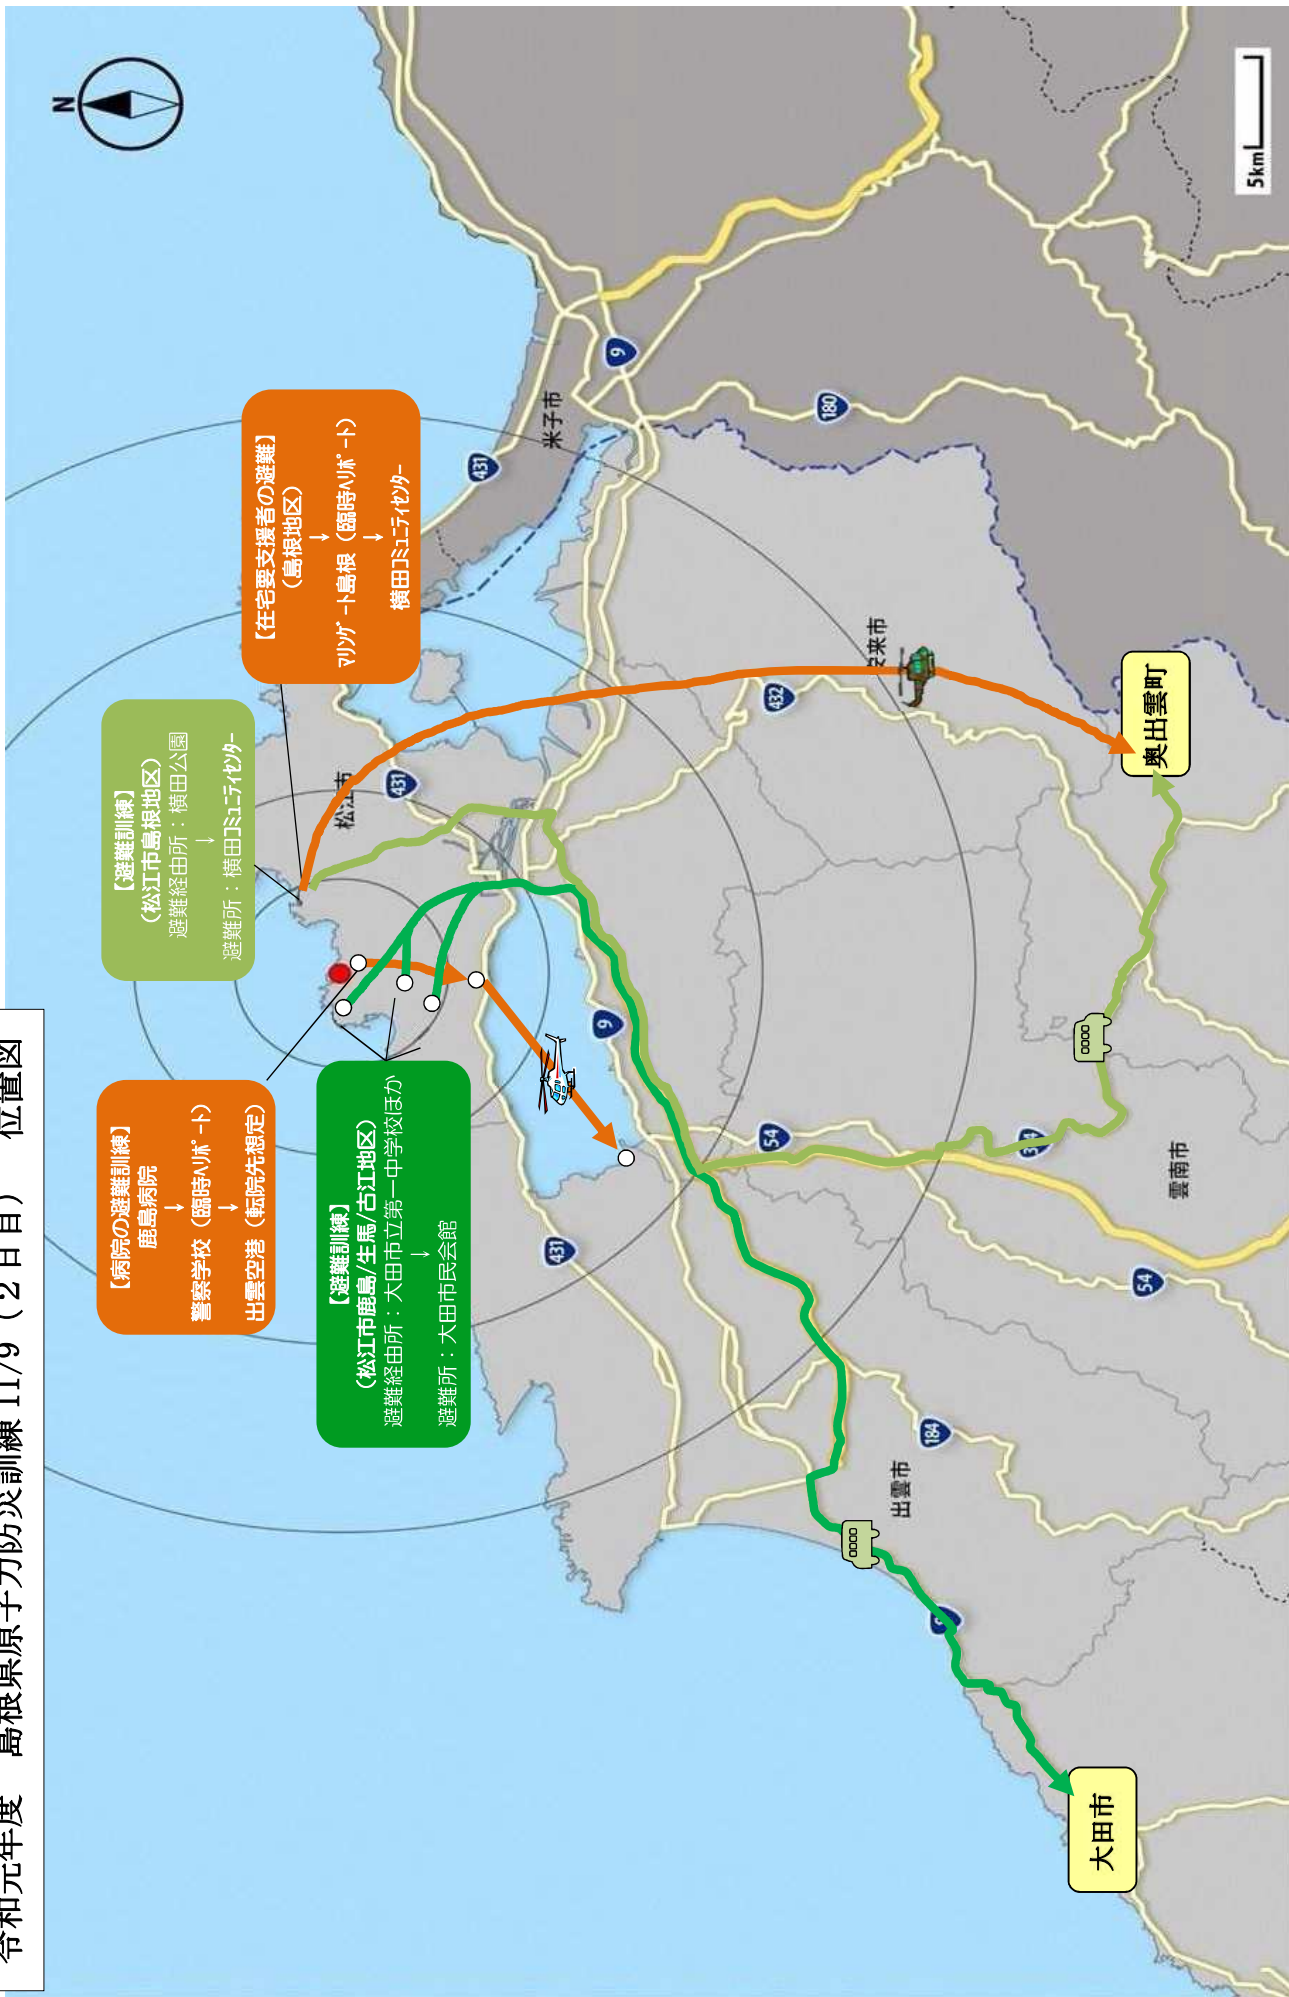 令和元年度 島根県原子力防災訓練 11/9（２日目） 位置図
N
【病院の避難訓練】
鹿島病院
↓
警察学校（臨時ﾍﾘﾎﾟｰﾄ）
↓
出雲空港（転院先想定）
【避難訓練】
（松江市島根地区）
避難経由所：横田公園
↓
避難所：横田ｺﾐｭﾆﾃｨｾﾝﾀｰ
【在宅要支援者の避難】
（島根地区）
↓
ﾏﾘﾝｹﾞｰﾄ島根（臨時ﾍﾘﾎﾟｰﾄ）
↓
横田ｺﾐｭﾆﾃｨｾﾝﾀｰ
【避難訓練】
（松江市鹿島/生馬/古江地区）
避難経由所：大田市立第一中学校ほか
↓
避難所：大田市民会館
松江市
431
431
米子市
9
431
9
180
432
安来市
54
54
184
出雲市
雲南市
9
奥出雲町
大田市
5km